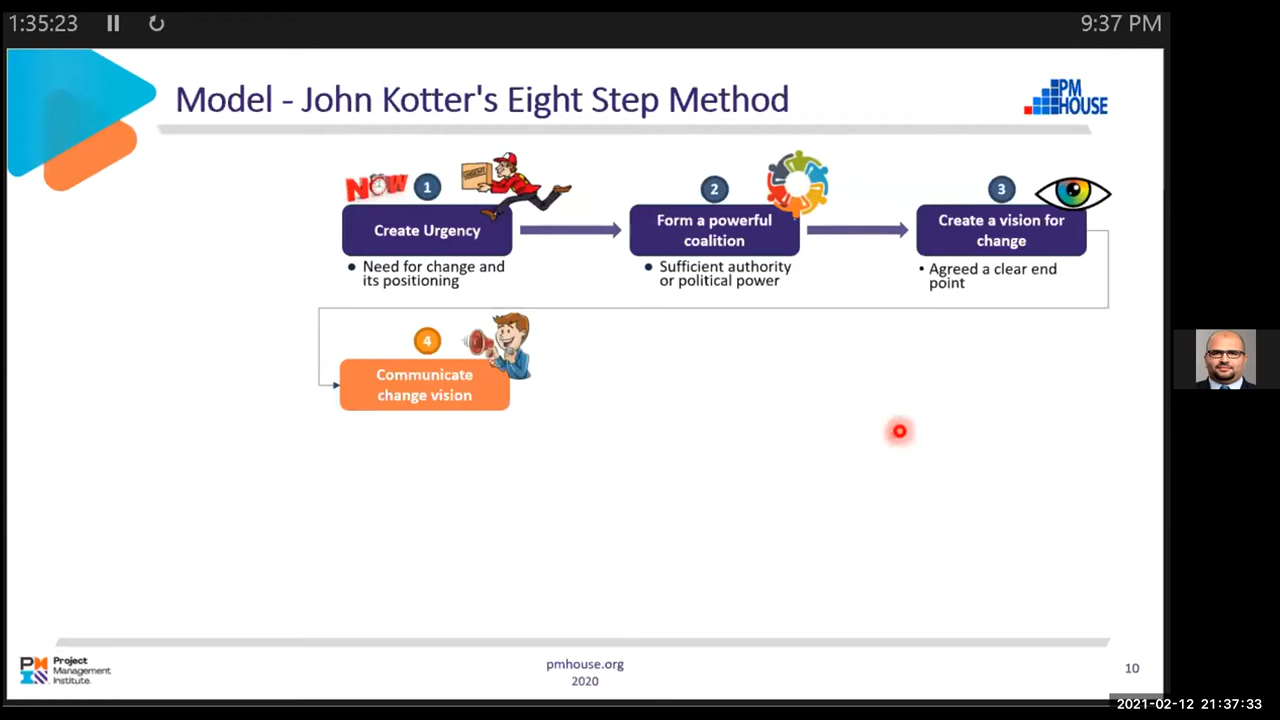 1:35:23
9:37 PM
Model - John Kotter's Eight Step Method
PM
HOUSE
NOW
1
2
3
Create Urgency
Form a powerful
coalition
Create a vision for
change
• Need for change and
its positioning
• Sufficient authority
or political power
• Agreed a clear end
point
4
Communicate
change vision
Project
Management
Institute.
pmhouse.org
2020
10
2021-02-12 21:37:33